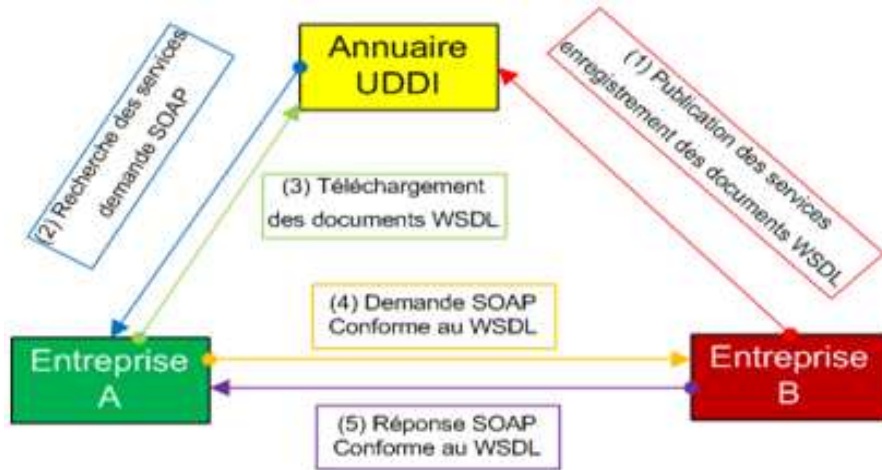 Annuaire
UDDI
(1) Publication des services
enregistrement des documents WSDL
(2) Recherche des services
demande SOAP
(3) Téléchargement
des documents WSDL
(4) Demande SOAP
Conforme au WSDL
Entreprise
A
Entreprise
B
(5) Réponse SOAP
Conforme au WSDL